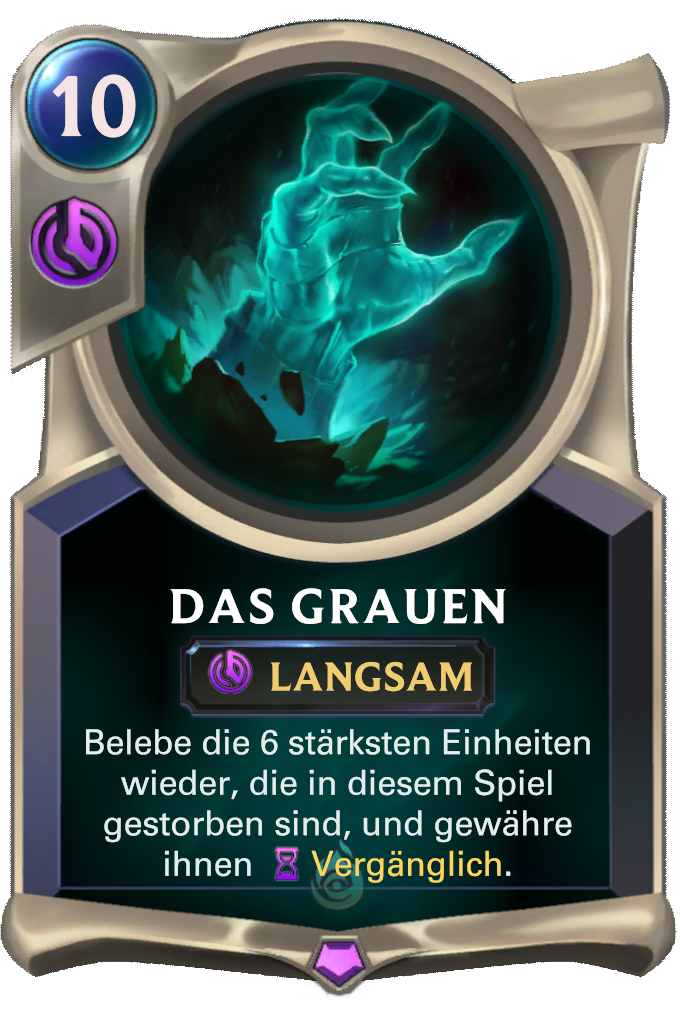 10
DAS GRAUEN
LANGSAM
Belebe die 6 stärksten Einheiten
wieder, die in diesem Spiel
gestorben sind, und gewähre
ihnen Vergänglich.